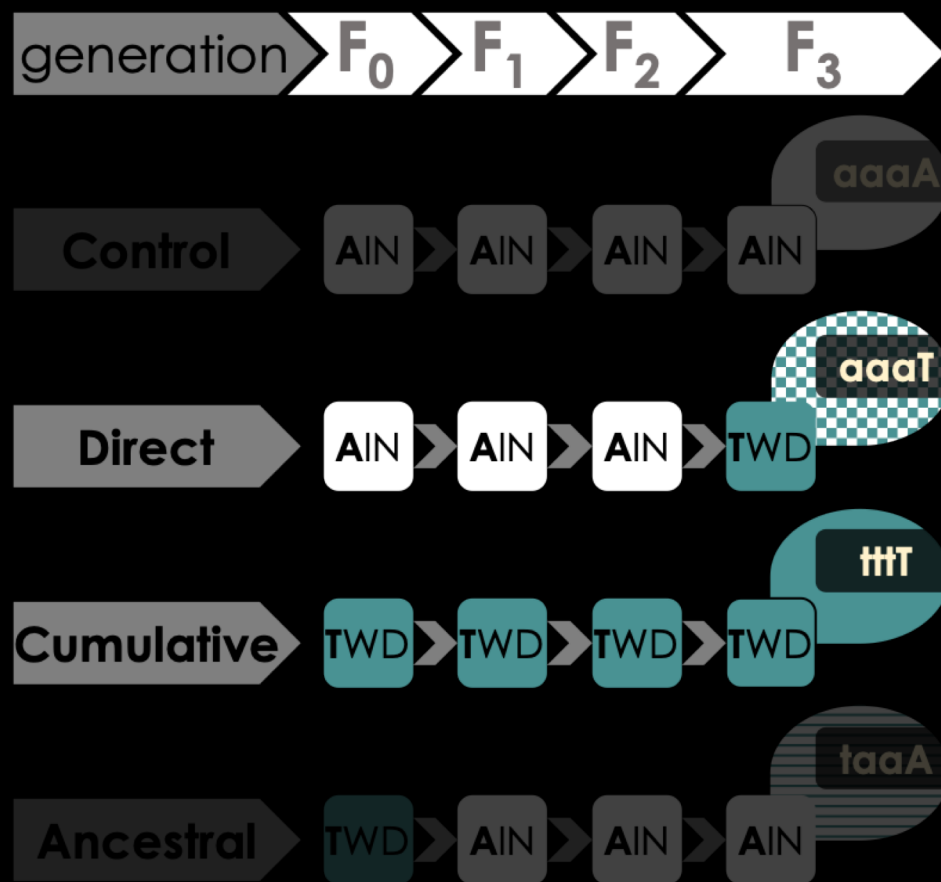 generation F0 F1 F2 F3
aaaA
Control AIN AIN AIN AIN
aaaT
Direct AIN AIN AIN TWD
tttT
Cumulative TWD TWD TWD TWD
taaA
Ancestral TWD AIN AIN AIN